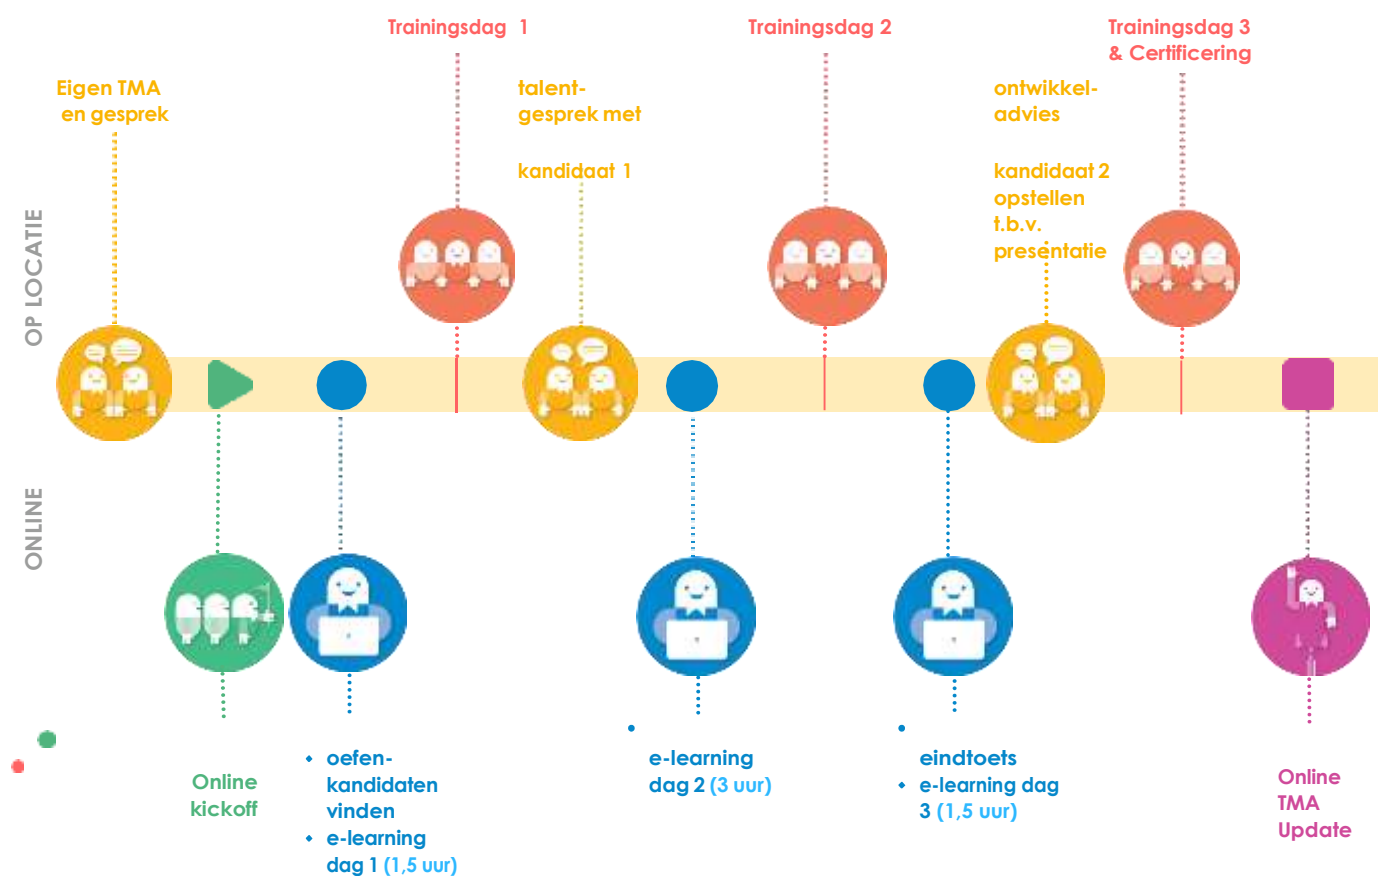 Trainingsdag 1
Trainingsdag 2
Trainingsdag 3
& Certificering
Eigen TMA
en gesprek
talent-
gesprek met
kandidaat 1
ontwikkel-
advies
kandidaat 2
opstellen
t.b.v.
presentatie
OP LOCATIE
ONLINE
Online
kickoff
• oefen-
kandidaten
vinden
• e-learning
dag 1 (1,5 uur)
•
e-learning
dag 2 (3 uur)
•
eindtoets
• e-learning dag
3 (1,5 uur)
Online
TMA
Update